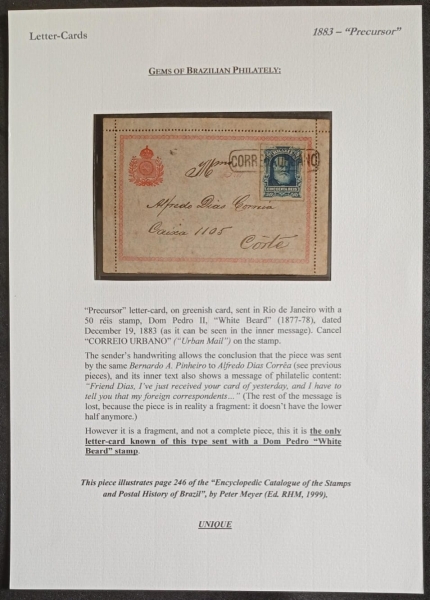 Letter-Cards
1883 – “Precursor”
GEMS OF BRAZILIAN PHILATELY:
CORREIO URBANO
Mmo
Alfredo Dias Correia
Caixa 1105
Côrte
“Precursor” letter-card, on greenish card, sent in Rio de Janeiro with a
50 réis stamp, Dom Pedro II, “White Beard” (1877-78), dated
December 19, 1883 (as it can be seen in the inner message). Cancel
“CORREIO URBANO” (“Urban Mail”) on the stamp.
The sender’s handwriting allows the conclusion that the piece was sent
by the same Bernardo A. Pinheiro to Alfredo Dias Corrêa (see previous
pieces), and its inner text also shows a message of philatelic content:
“Friend Dias, I’ve just received your card of yesterday, and I have to
tell you that my foreign correspondents…” (The rest of the message is
lost, because the piece is in reality a fragment: it doesn’t have the lower
half anymore.)
However it is a fragment, and not a complete piece, this it is the only
letter-card known of this type sent with a Dom Pedro “White
Beard” stamp.
This piece illustrates page 246 of the “Encyclopedic Catalogue of the Stamps
and Postal History of Brazil”, by Peter Meyer (Ed. RHM, 1999).
UNIQUE